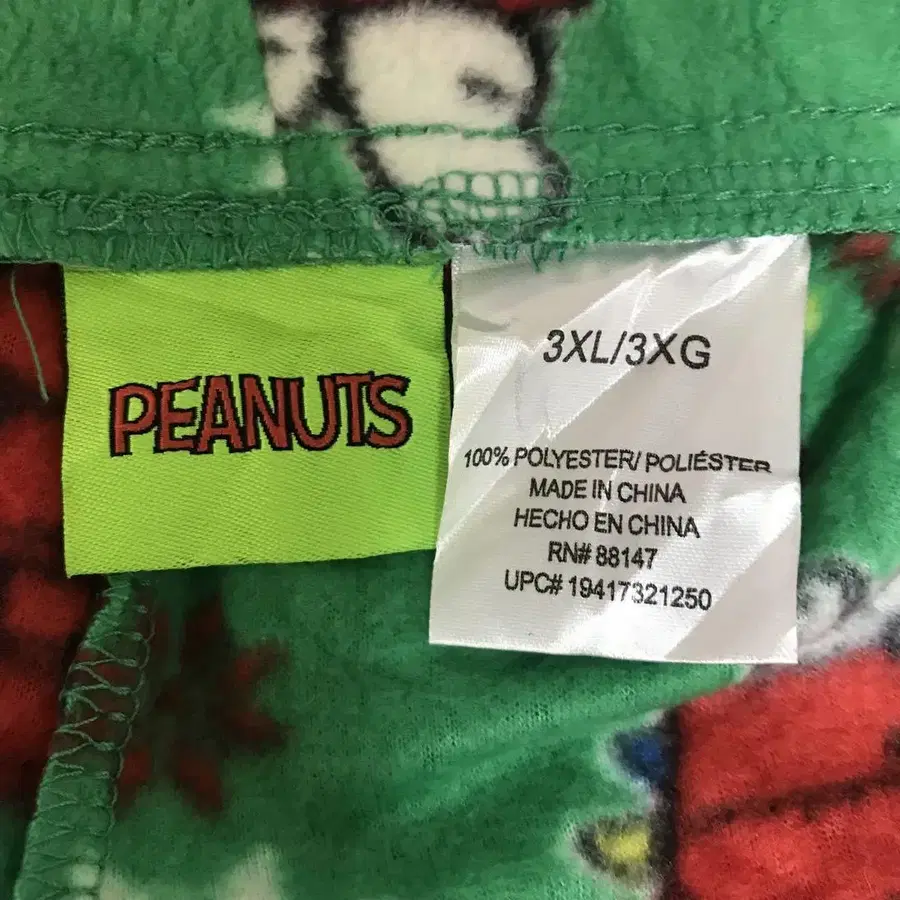 PEANUTS
3XL/3XG
100% POLYESTER/ POLIÉSTER
MADE IN CHINA
HECHO EN CHINA
RN# 88147
UPC# 19417321250